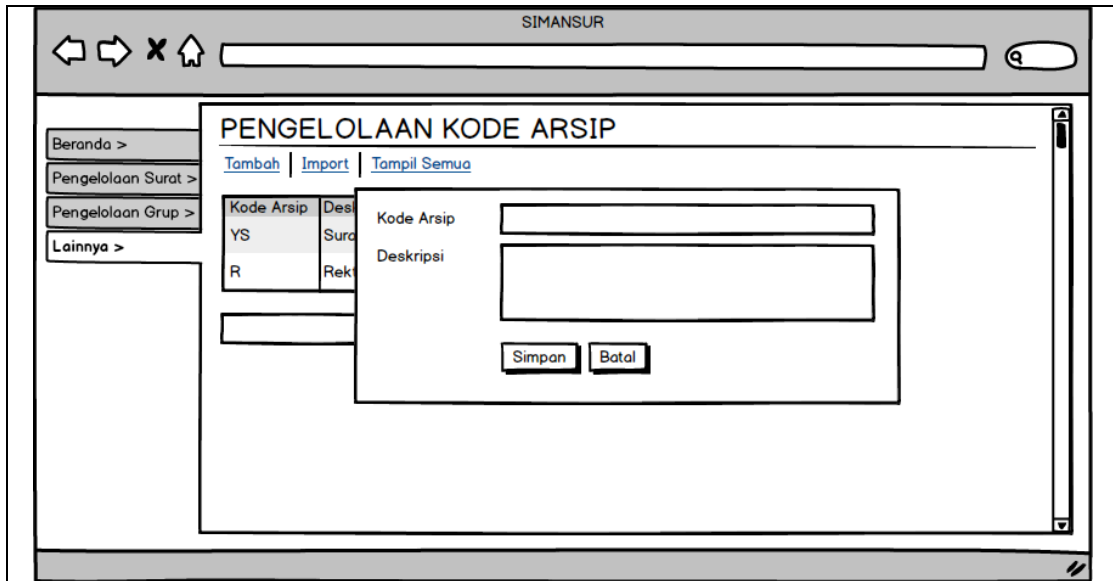 SIMANSUR
PENGELOLAAN KODE ARSIP
Beranda >
Pengelolaan Surat >
Pengelolaan Grup >
Lainnya >
Tambah | Import | Tampil Semua
Kode Arsip
YS
R
Kode Arsip
Deskripsi
Simpan Batal